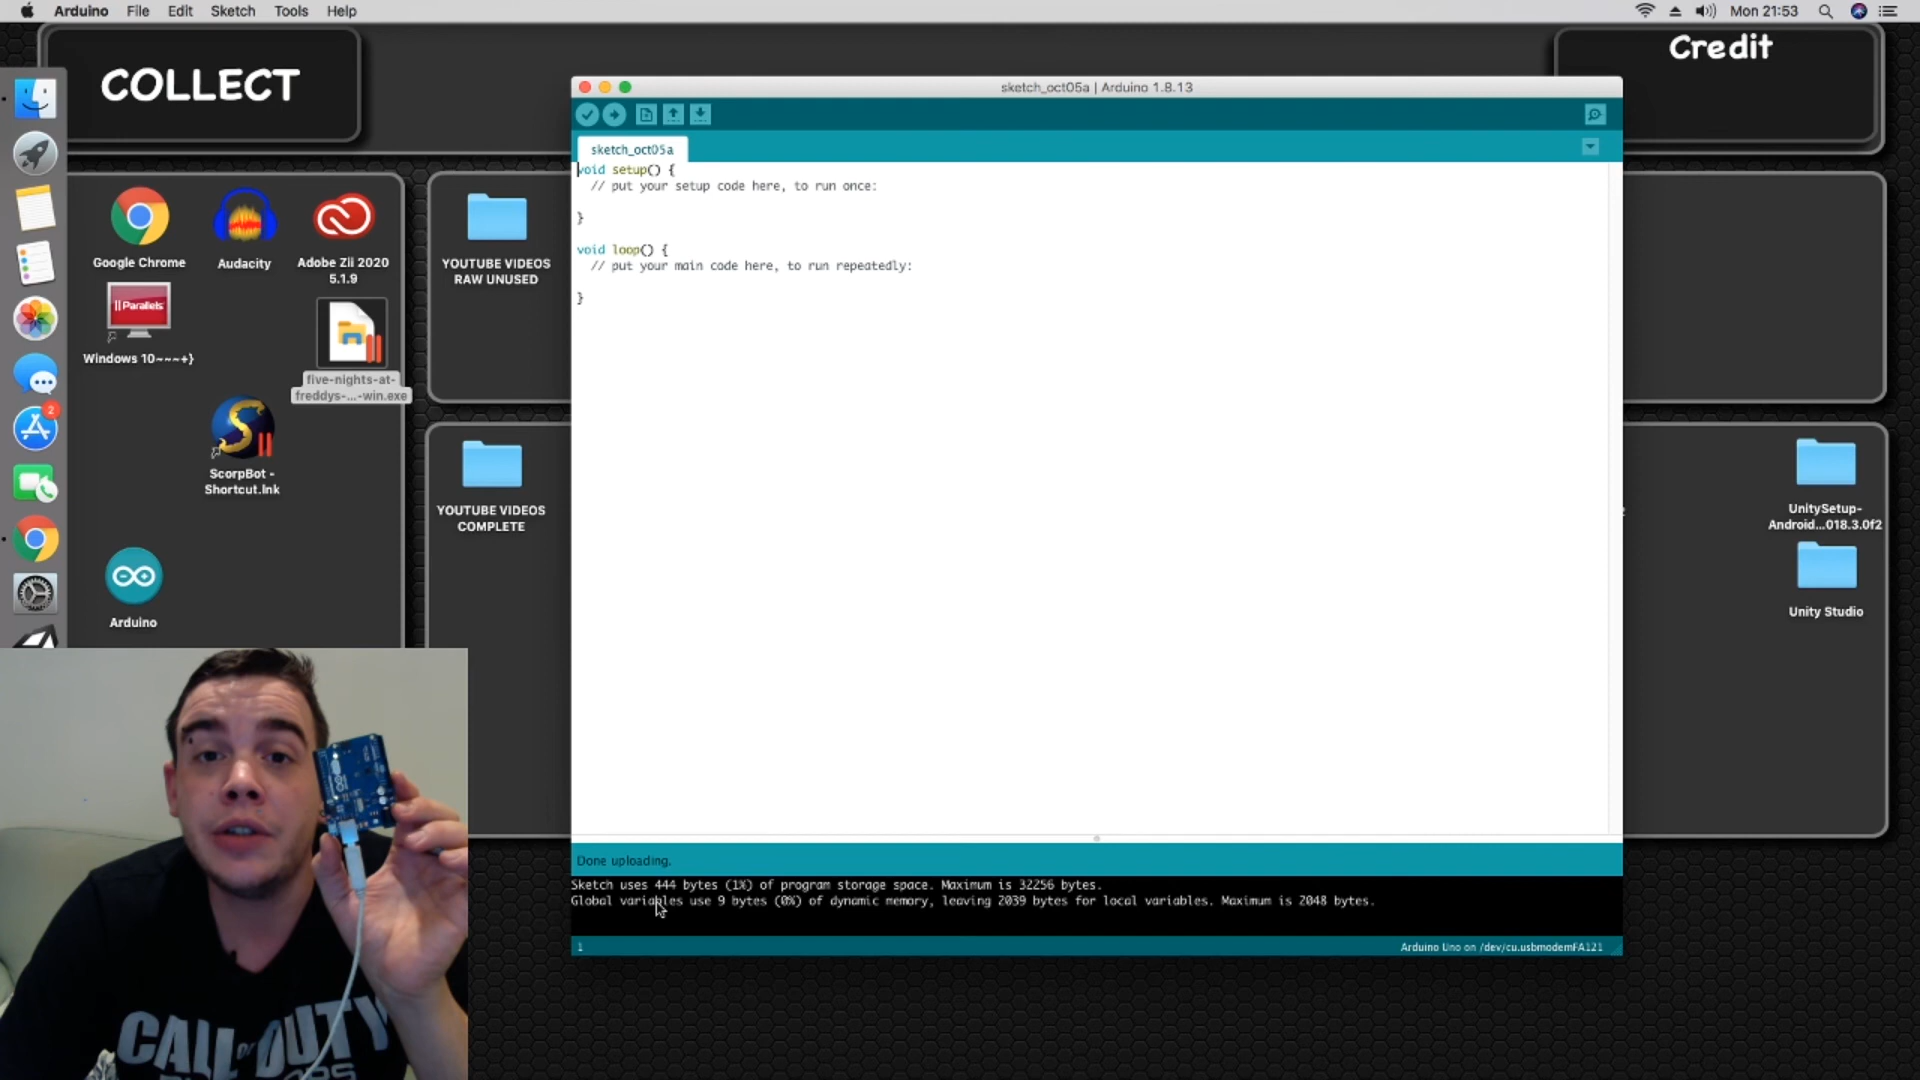 Arduino File Edit Sketch Tools Help
Mon 21:53
COLLECT
Credit
sketch_oct05a | Arduino 1.8.13
sketch_oct05a
void setup() {
// put your setup code here, to run once:
}
void loop() {
// put your main code here, to run repeatedly:
}
Google Chrome
Audacity
Adobe Zii 2020
5.1.9
Parallels
Windows 10~~~+}
five-nights-at-
freddys-...-win.exe
2
ScorpBot -
Shortcut.lnk
Arduino
YOUTUBE VIDEOS
RAW UNUSED
YOUTUBE VIDEOS
COMPLETE
UnitySetup-
Android...018.3.0f2
Unity Studio
Done uploading.
Sketch uses 444 bytes (1%) of program storage space. Maximum is 32256 bytes.
Global variables use 9 bytes (0%) of dynamic memory, leaving 2039 bytes for local variables. Maximum is 2048 bytes.
1
Arduino Uno on /dev/cu.usbmodemFA121
CALL OF DUTY